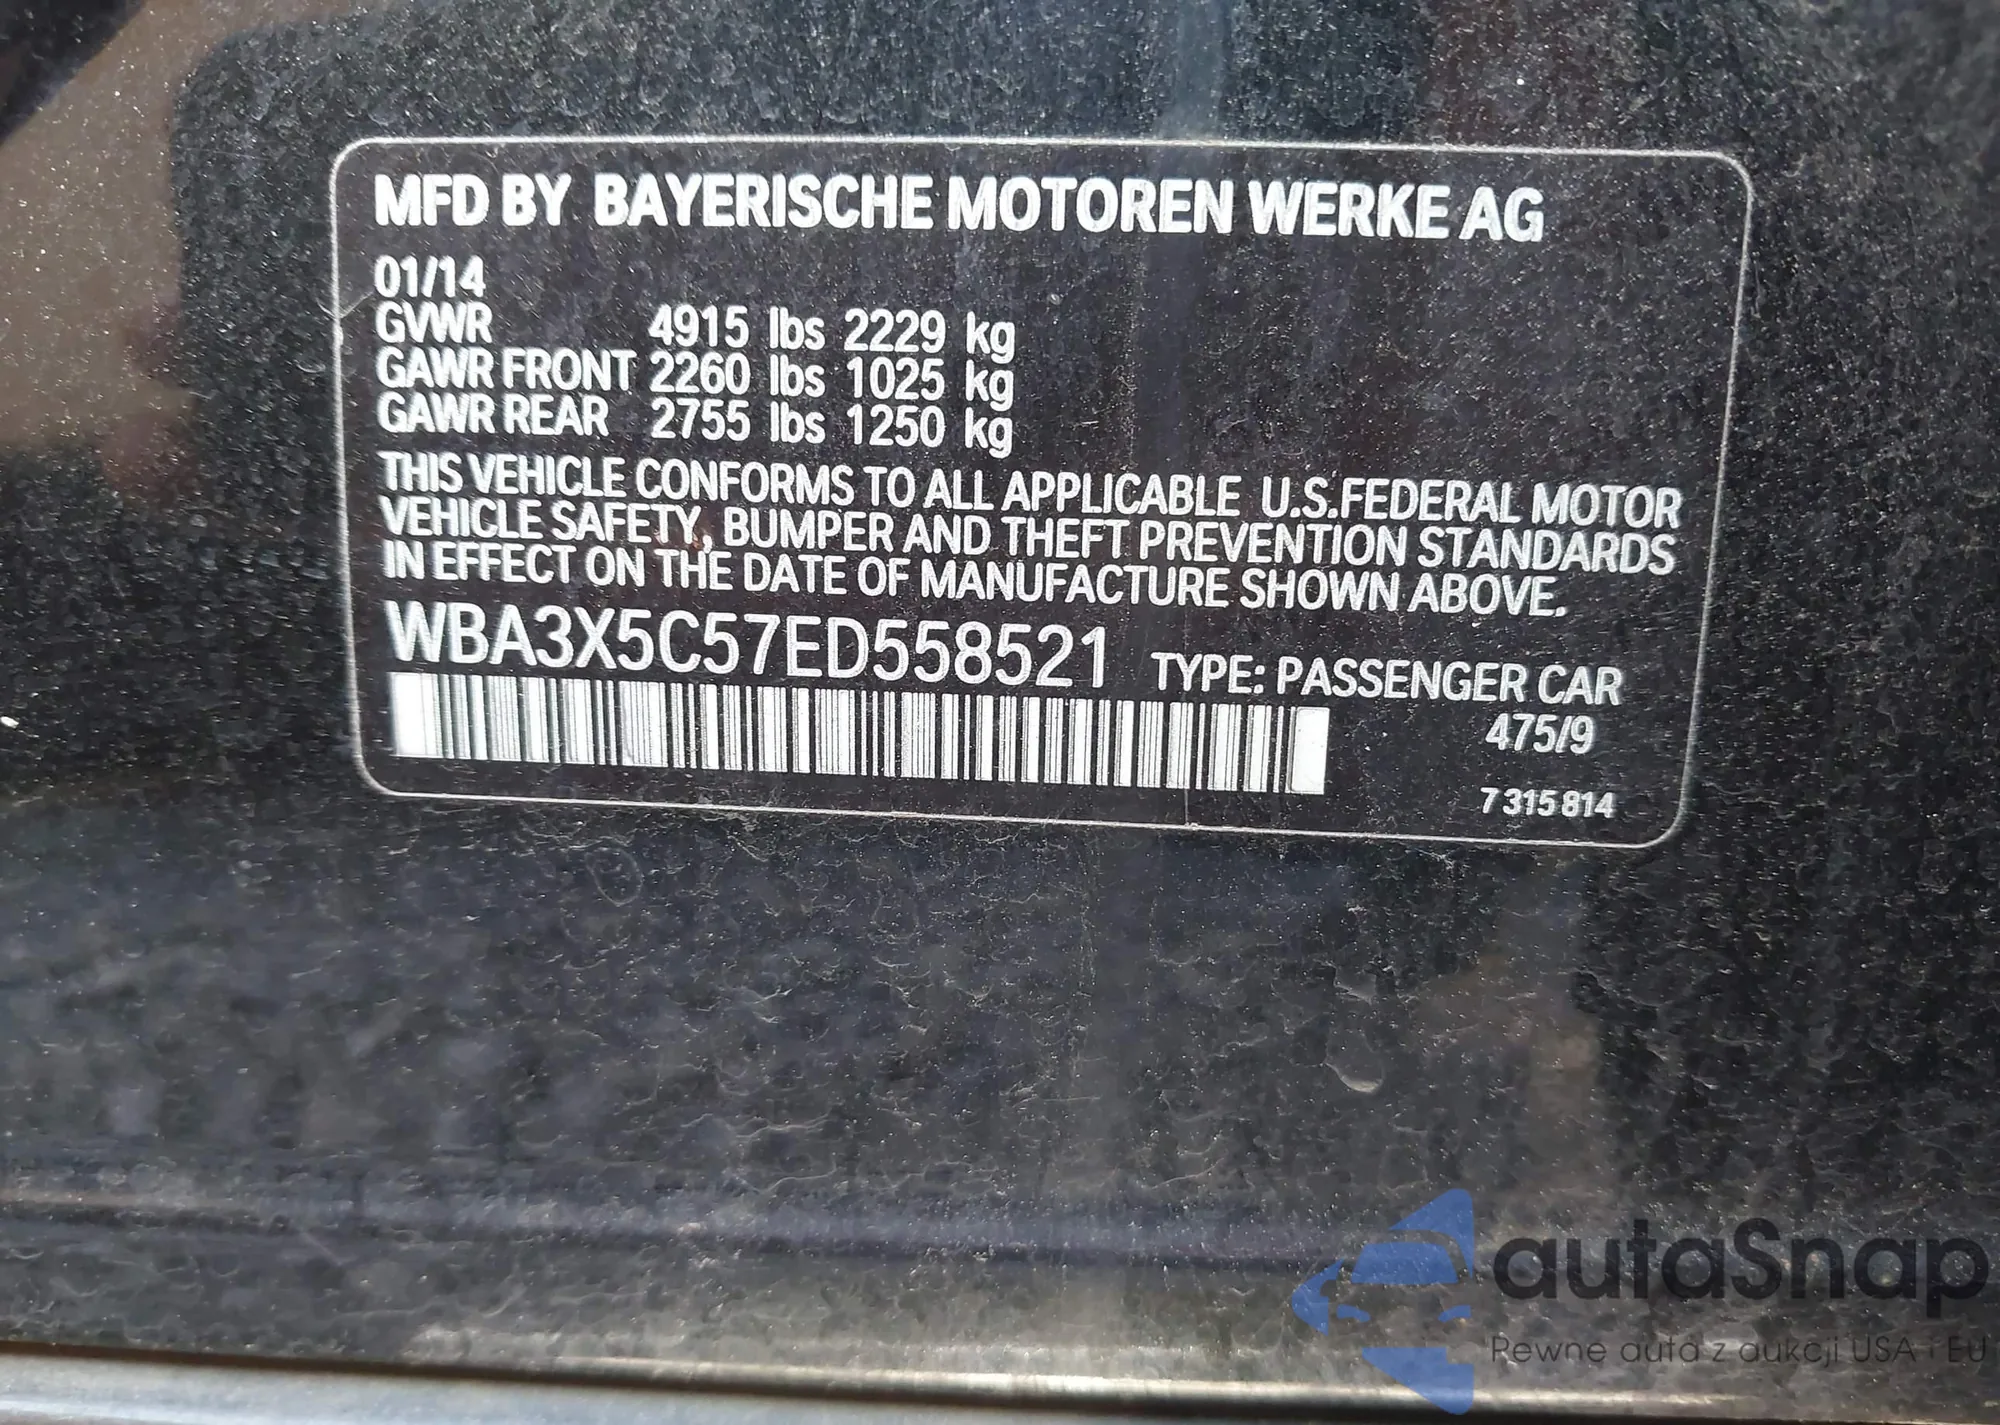 MFD BY BAYERISCHE MOTOREN WERKE AG
01/14
GVWR 4915 lbs 2229 kg
GAWR FRONT 2260 lbs 1025 kg
GAWR REAR 2755 lbs 1250 kg
THIS VEHICLE CONFORMS TO ALL APPLICABLE U.S.FEDERAL MOTOR
VEHICLE SAFETY, BUMPER AND THEFT PREVENTION STANDARDS
IN EFFECT ON THE DATE OF MANUFACTURE SHOWN ABOVE.
WBA3X5C57ED558521 TYPE: PASSENGER CAR
475/9
7 315 814
autaSnap
Pewne auta z aukcji USA i EU